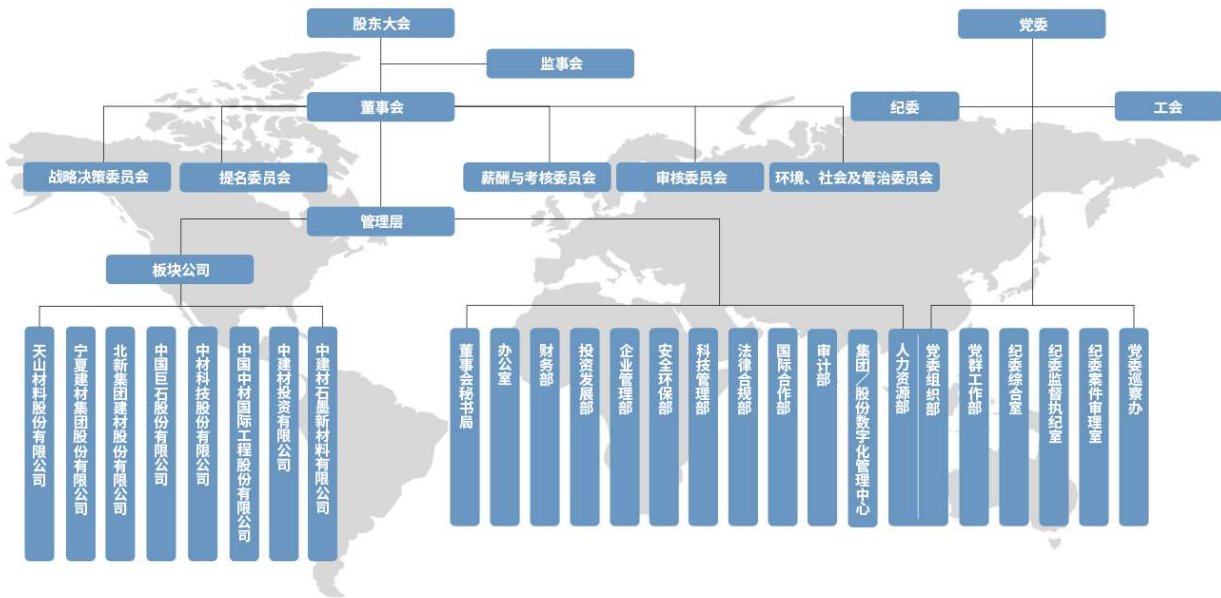 股东大会
党委
监事会
董事会
纪委
工会
战略决策委员会
提名委员会
薪酬与考核委员会
审核委员会
环境、社会及管治委员会
管理层
板块公司
天山材料股份有限公司
宁夏建材集团股份有限公司
北新集团建材股份有限公司
中国巨石股份有限公司
中材科技股份有限公司
中国中材国际工程股份有限公司
中建材投资有限公司
中建材石墨新材料有限公司
董事会秘书局
办公室
财务部
投资发展部
企业管理部
安全环保部
科技管理部
法律合规部
国际合作部
审计部
集团／股份数字化管理中心
人力资源部
党委组织部
党群工作部
纪委综合室
纪委监督执纪室
纪委案件审理室
党委巡察办